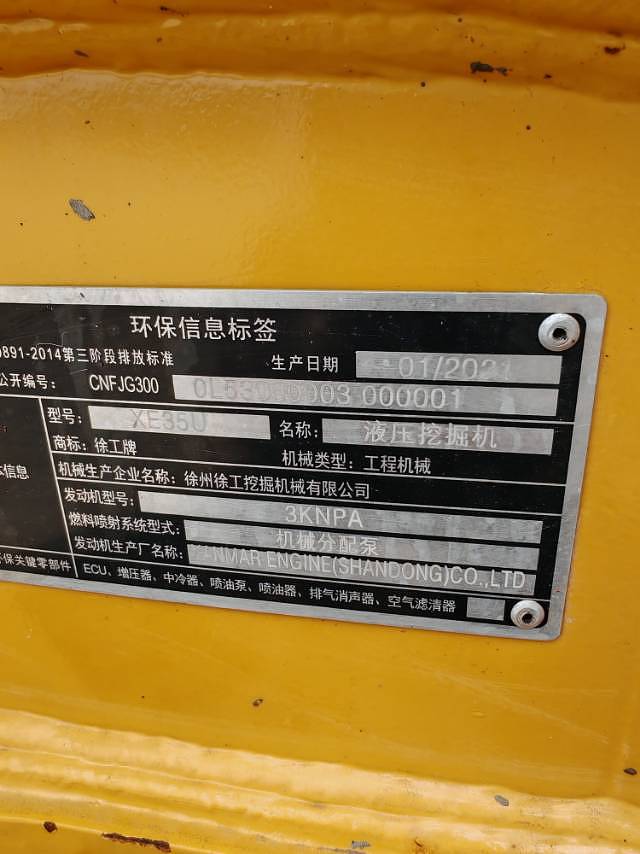 环保信息标签
0891-2014第三阶段排放标准
生产日期 01/2021
公开编号: CNFJG300 000001
型号: XE35U 名称: 液压挖掘机
商标: 徐工牌 机械类型: 工程机械
信息
机械生产企业名称: 徐州徐工挖掘机械有限公司
发动机型号: 3KNPA
燃料喷射系统型式: 机械分配泵
发动机生产厂名称: YANMAR ENGINE(SHANDONG)CO.,LTD
保关键零部件 ECU、增压器、中冷器、喷油泵、喷油器、排气消声器、空气滤清器